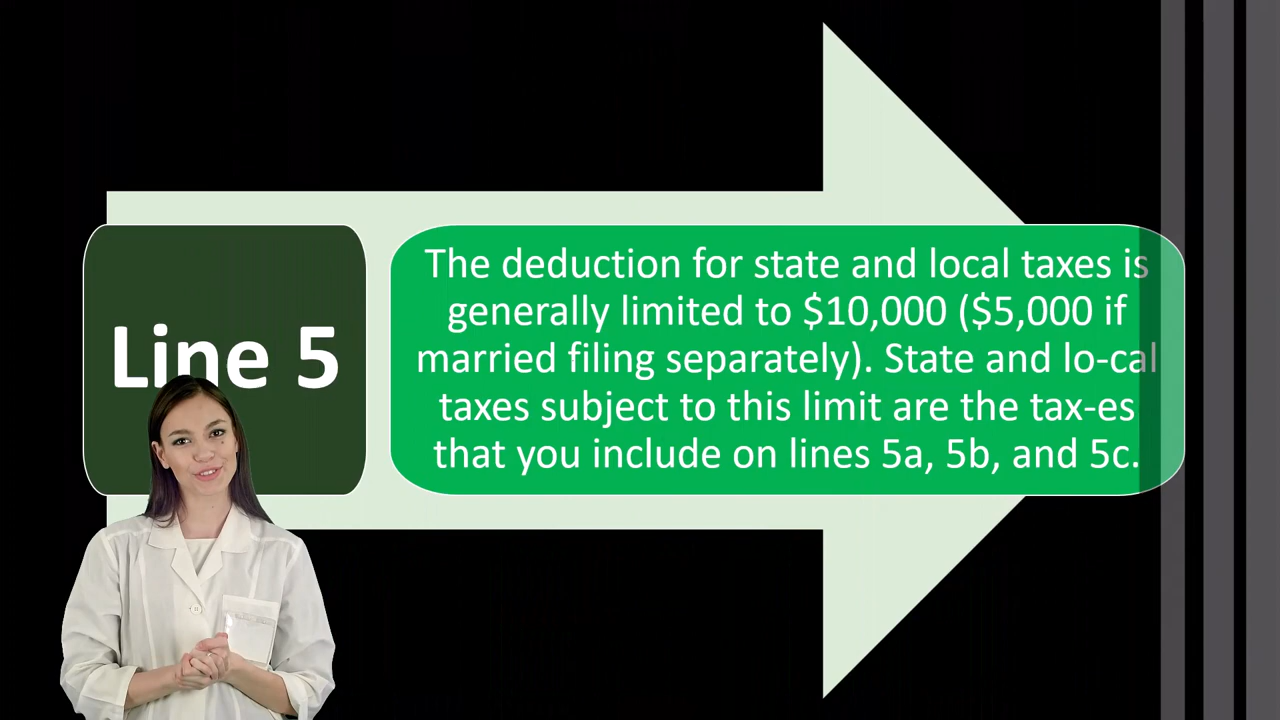 Line 5
The deduction for state and local taxes is
generally limited to $10,000 ($5,000 if
married filing separately). State and lo-cal
taxes subject to this limit are the tax-es
that you include on lines 5a, 5b, and 5c.